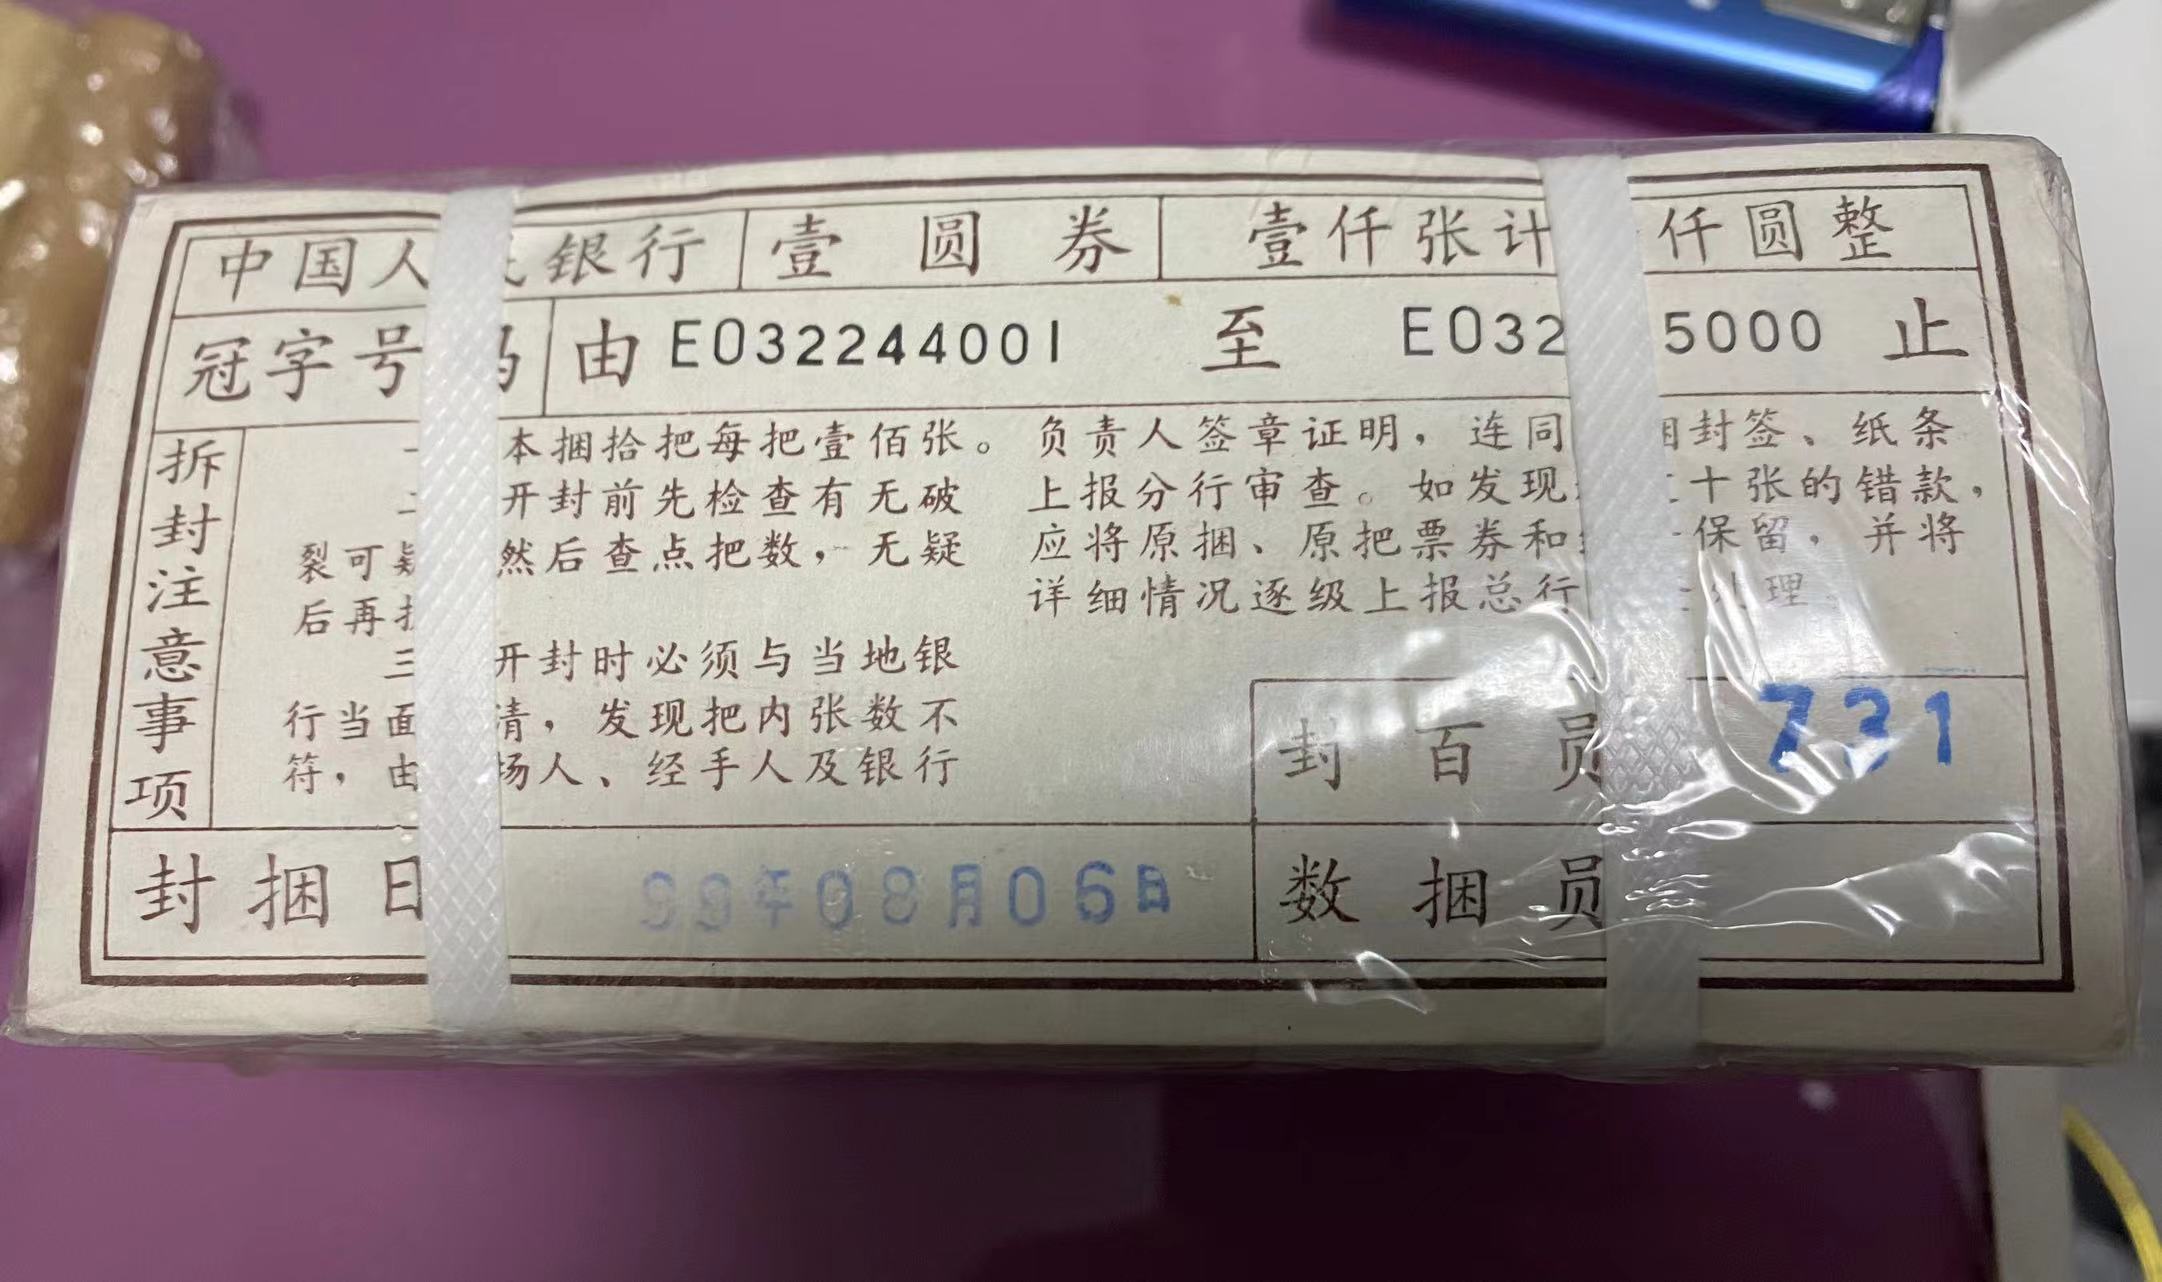 中国人 银行 壹圆券 壹仟张计 仟圆整
冠字号码 由 E032244001 至 E032 5000 止
拆封注意事项
本捆拾把每把壹佰张。
开封前先检查有无破
裂可疑 然后查点把数，无疑
后再
三 开封时必须与当地银
行当面 清，发现把内张数不
符，由 场人、经手人及银行
负责人签章证明，连同 封签、纸条
上报分行审查。如发现 十张的错款，
应将原捆、原把票券和 保留，并将
详细情况逐级上报总行 处理
封百员 731
封捆日 99年08月06日
数捆员